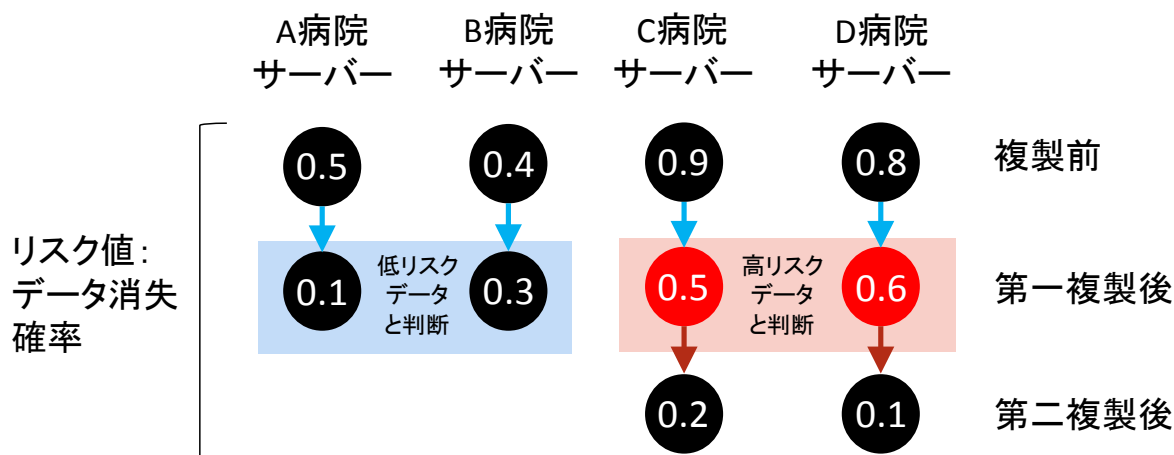 A病院
サーバー
B病院
サーバー
C病院
サーバー
D病院
サーバー
0.5
0.4
0.9
0.8
複製前
リスク値：
データ消失
確率
0.1
低リスク
データ
と判断
0.3
0.5
高リスク
データ
と判断
0.6
第一複製後
0.2
0.1
第二複製後